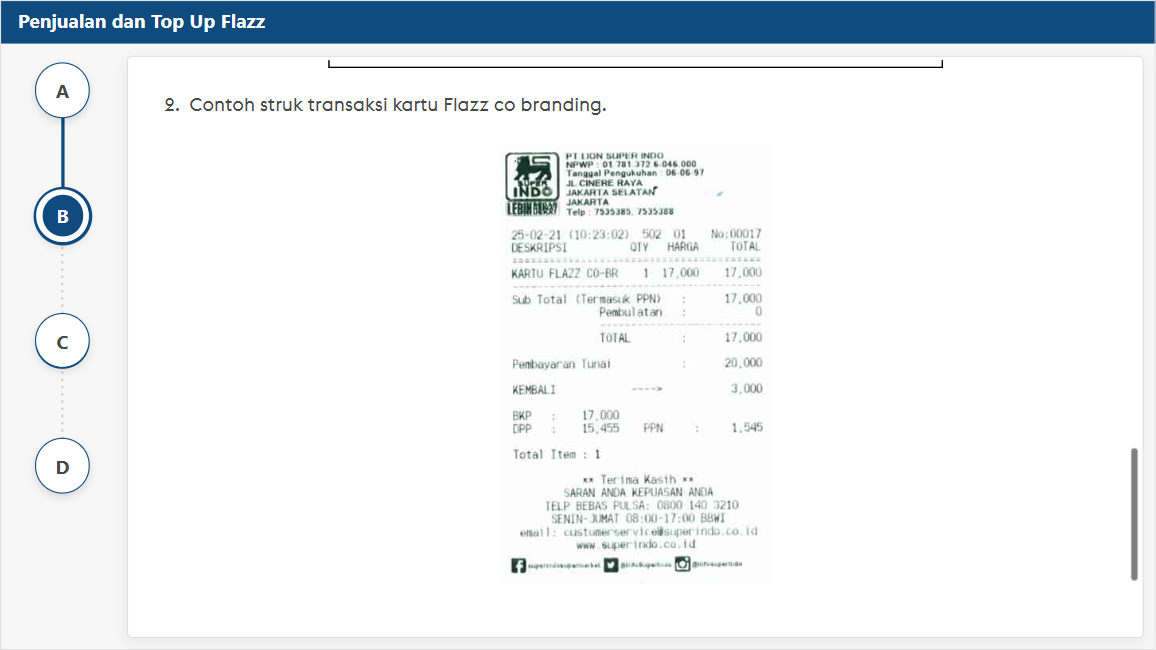 Penjualan dan Top Up Flazz
A
B
C
D
2. Contoh struk transaksi kartu Flazz co branding.
SUPER
INDO
PT LION SUPER INDO
NPWP : 01 781 372 6-046.000
Tanggal Pengukuhan : 06-06-97
JL.CINERE RAYA
JAKARTA SELATAN
JAKARTA
Telp : 7535385, 7535388
25-02-21 (10:23:02) 502 01 No:00017
DESKRIPSI QTY HARGA TOTAL
KARTU FLAZZ CO-BR 1 17,000 17,000
Sub Total (Termasuk PPN) : 17,000
Pembulatan : 0
TOTAL : 17,000
Pembayaran Tunai : 20,000
KEMBALI ----> 3,000
BKP : 17,000
DPP : 15,455 PPN : 1,545
Total Item : 1
** Terima Kasih **
SARAN ANDA KEPUASAN ANDA
TELP BEBAS PULSA: 0800 140 3210
SENIN-JUMAT 08:00-17:00 BBWI
email: customerservice@superindo.co.id
www.superindo.co.id